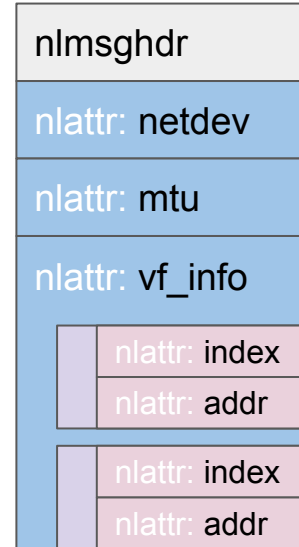 nlmsghdr
nlattr: netdev
nlattr: mtu
nlattr: vf_info
nlattr: index
nlattr: addr
nlattr: index
nlattr: addr